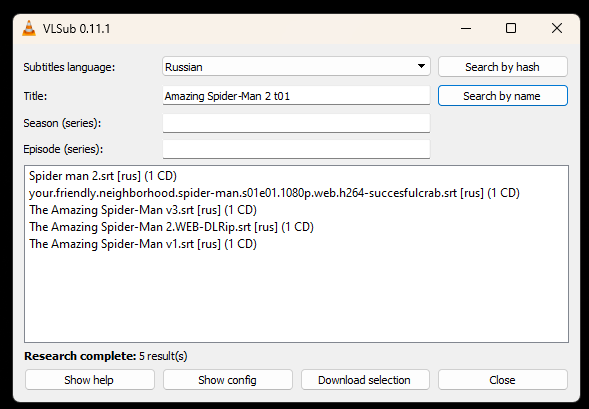 VLSub 0.11.1
Subtitles language: Russian Search by hash
Title: Amazing Spider-Man 2 t01 Search by name
Season (series):
Episode (series):
Spider man 2.srt [rus] (1 CD)
your.friendly.neighborhood.spider-man.s01e01.1080p.web.h264-succesfulcrab.srt [rus] (1 CD)
The Amazing Spider-Man v3.srt [rus] (1 CD)
The Amazing Spider-Man 2.WEB-DLRip.srt [rus] (1 CD)
The Amazing Spider-Man v1.srt [rus] (1 CD)
Research complete: 5 result(s)
Show help Show config Download selection Close